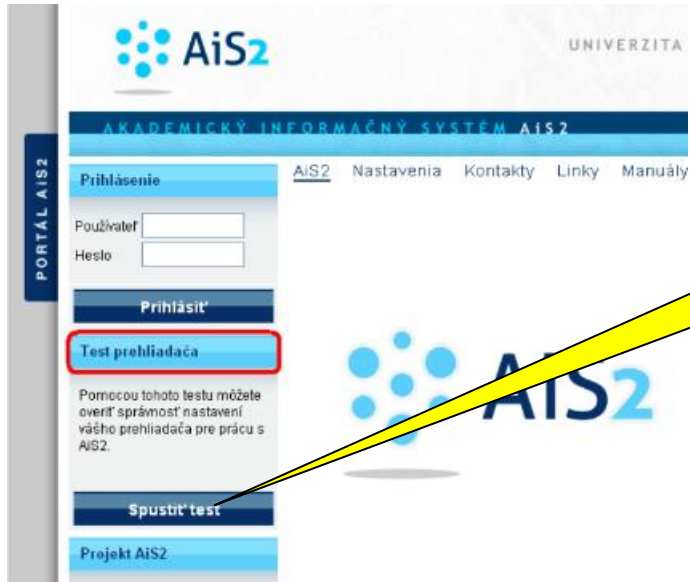 AiS2
UNIVERZITA
AKADEMICKÝ INFORMAČNÝ SYSTÉM AiS2
PORTÁL AiS2
Prihlásenie
AiS2 Nastavenia Kontakty Linky Manuály
Používateľ
Heslo
Prihlásiť
Test prehliadača
Pomocou tohoto testu môžete
overiť správnosť nastavení
vášho prehliadača pre prácu s
AiS2.
Spustiť test
Projekt AiS2
AiS2